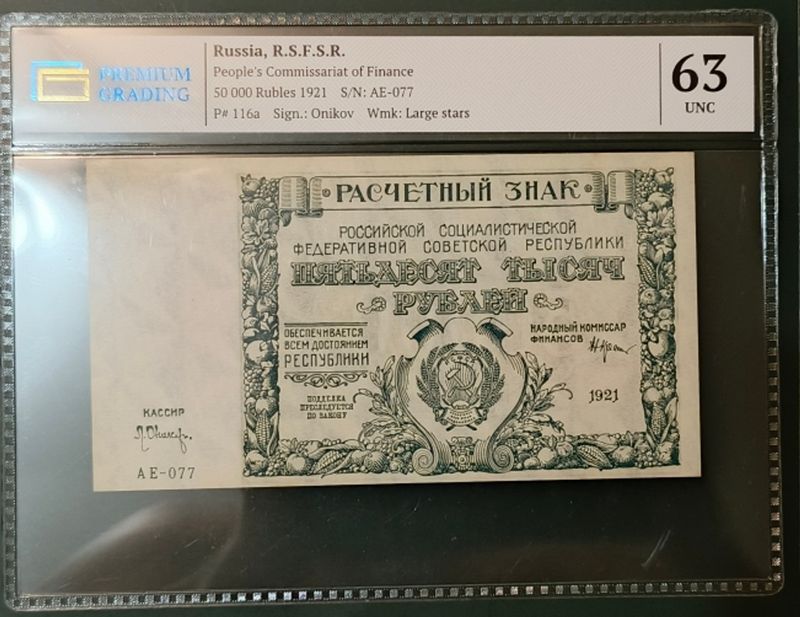 PREMIUM
GRADING
Russia, R.S.F.S.R.
People's Commissariat of Finance
50 000 Rubles 1921 S/N: AE-077
P# 116a Sign.: Onikov Wmk: Large stars
63
UNC
РАСЧЕТНЫЙ ЗНАК
РОССИЙСКОЙ СОЦИАЛИСТИЧЕСКОЙ
ФЕДЕРАТИВНОЙ СОВЕТСКОЙ РЕСПУБЛИКИ
ПЯТЬДЕСЯТ ТЫСЯЧ
РУБЛЕЙ
ОБЕСПЕЧИВАЕТСЯ
ВСЕМ ДОСТОЯНИЕМ
РЕСПУБЛИКИ
НАРОДНЫЙ КОМИССАР
ФИНАНСОВ
ПОДДЕЛКА
ПРЕСЛЕДУЕТСЯ
ПО ЗАКОНУ
1921
КАССИР
АЕ-077